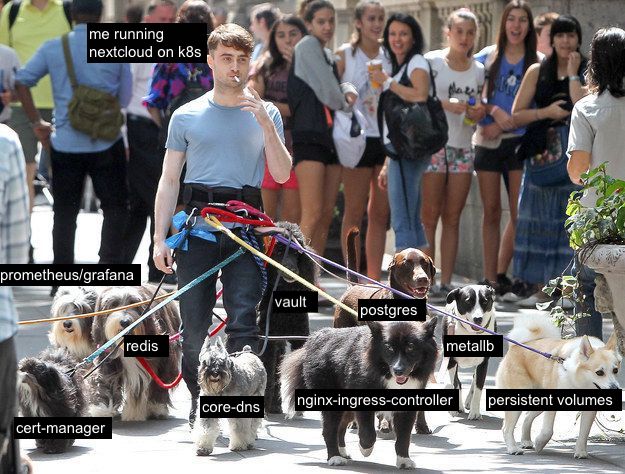 me running
nextcloud on k8s
prometheus/grafana
vault
postgres
redis
metallb
core-dns
nginx-ingress-controller
persistent volumes
cert-manager